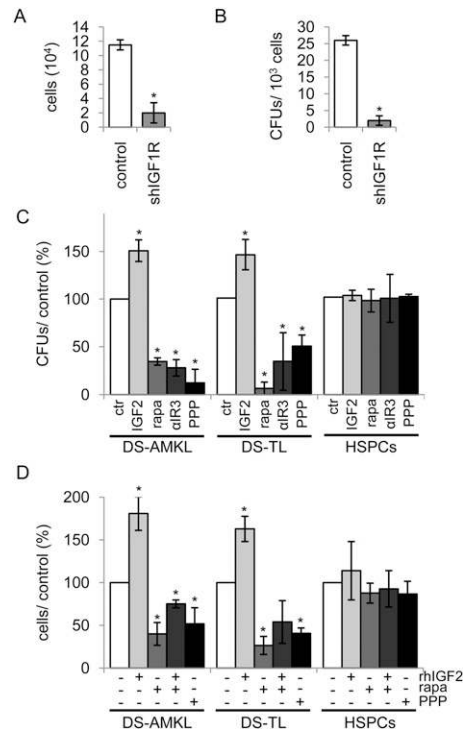 A
cells (10⁴)
14
12
10
8
6
4
2
0
*
control
shIGF1R
B
CFUs/ 10³ cells
30
25
20
15
10
5
0
*
control
shIGF1R
C
CFUs/ control (%)
150
100
50
0
* * * * * * * *
ctr IGF2 rapa αIR3 PPP ctr IGF2 rapa αIR3 PPP ctr IGF2 rapa αIR3 PPP
DS-AMKL DS-TL HSPCs
D
cells/ control (%)
200
150
100
50
0
* * * * * * *
- + - + - - + - + - - + - + - rhIGF2
- - + + - - - + + - - - + + - rapa
- - - - + - - - - + - - - - + PPP
DS-AMKL DS-TL HSPCs